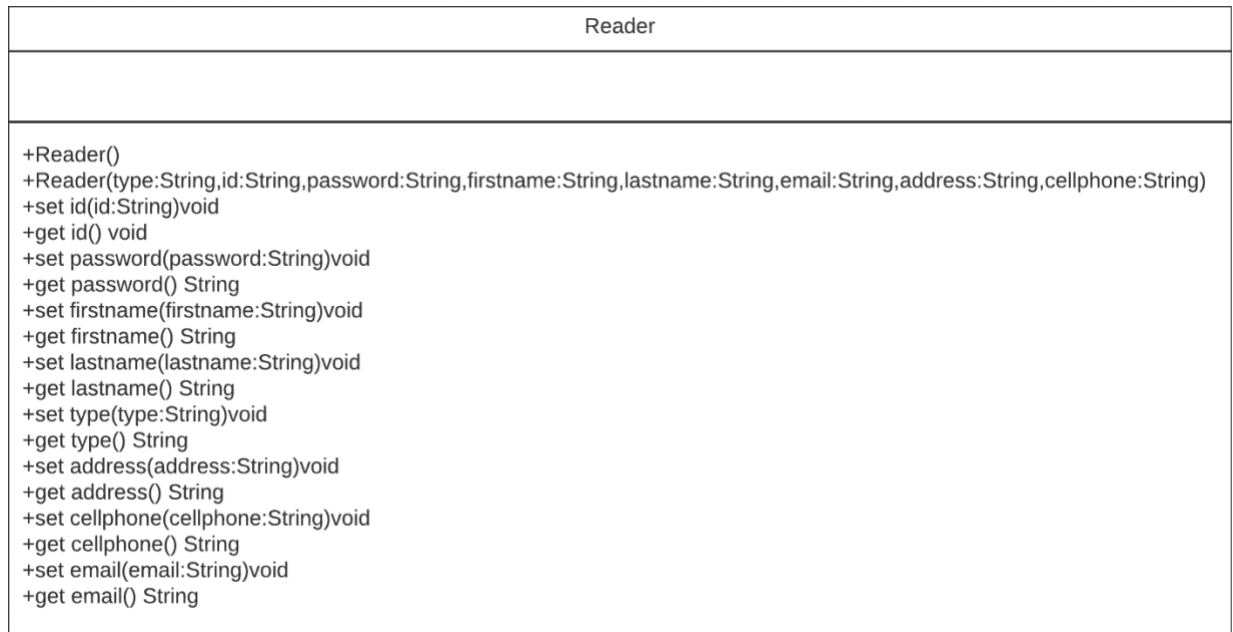 Reader
+Reader()
+Reader(type:String,id:String,password:String,firstname:String,lastname:String,email:String,address:String,cellphone:String)
+set id(id:String)void
+get id() void
+set password(password:String)void
+get password() String
+set firstname(firstname:String)void
+get firstname() String
+set lastname(lastname:String)void
+get lastname() String
+set type(type:String)void
+get type() String
+set address(address:String)void
+get address() String
+set cellphone(cellphone:String)void
+get cellphone() String
+set email(email:String)void
+get email() String